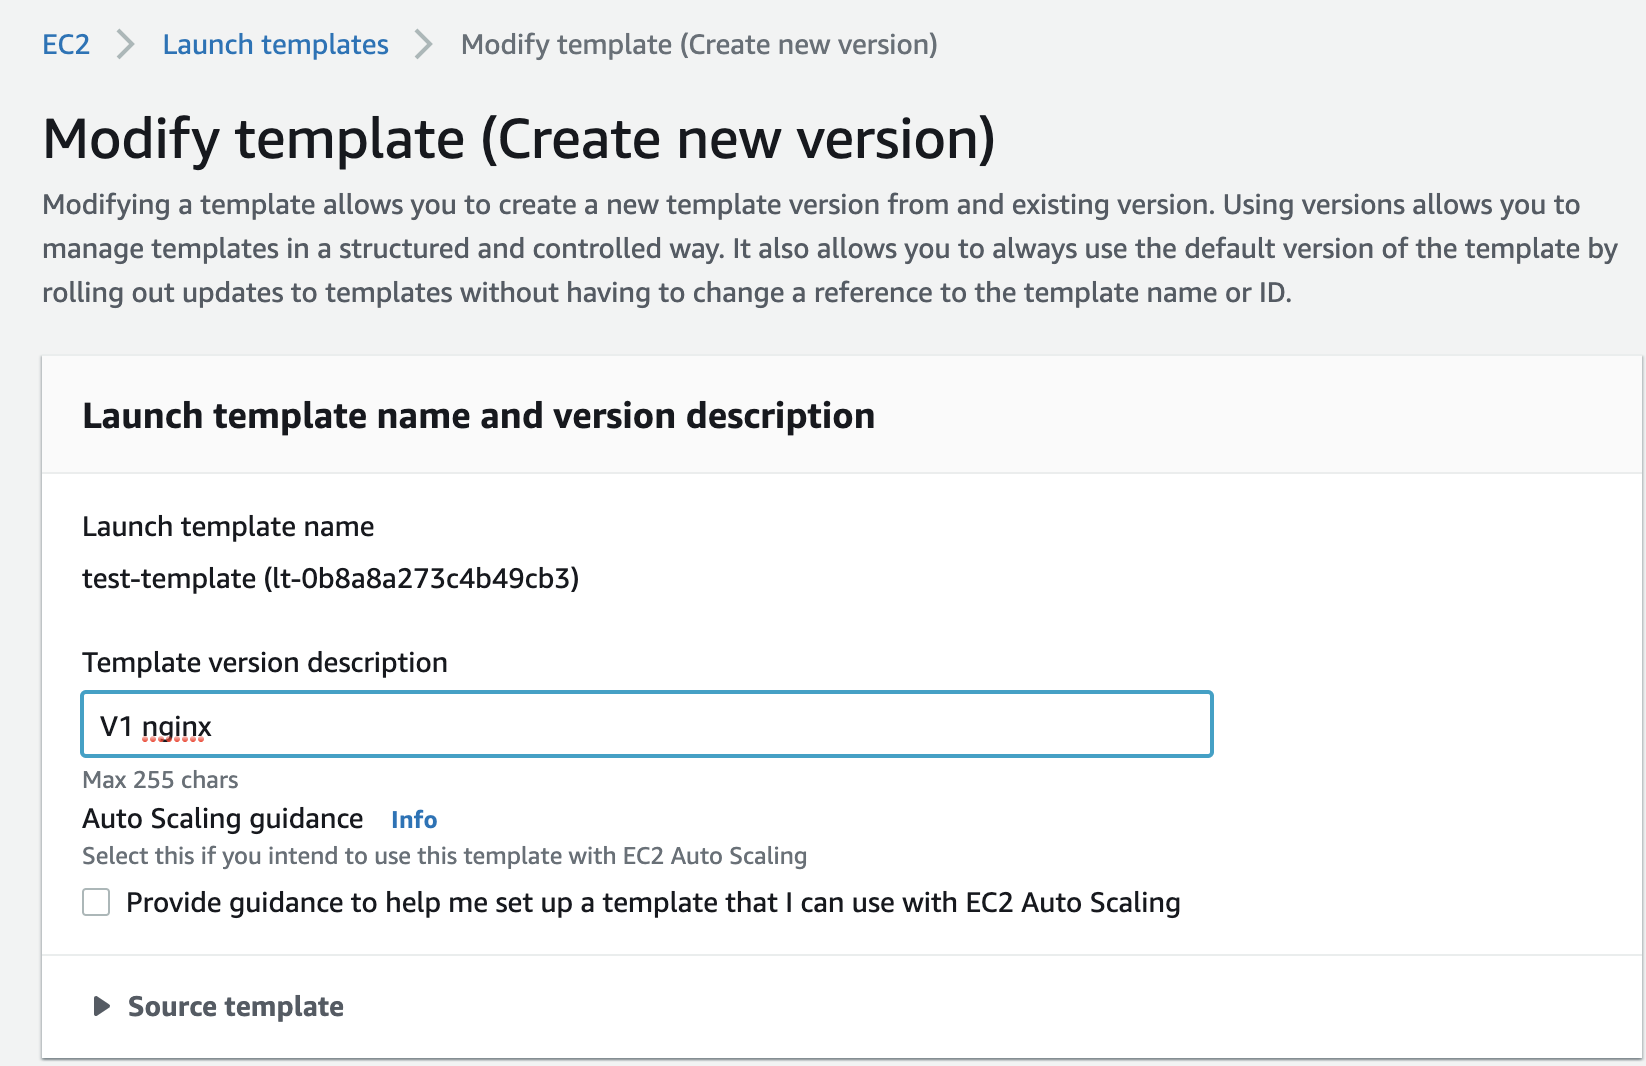 EC2 > Launch templates > Modify template (Create new version)
Modify template (Create new version)
Modifying a template allows you to create a new template version from and existing version. Using versions allows you to
manage templates in a structured and controlled way. It also allows you to always use the default version of the template by
rolling out updates to templates without having to change a reference to the template name or ID.
Launch template name and version description
Launch template name
test-template (lt-0b8a8a273c4b49cb3)
Template version description
V1 nginx
Max 255 chars
Auto Scaling guidance Info
Select this if you intend to use this template with EC2 Auto Scaling
Provide guidance to help me set up a template that I can use with EC2 Auto Scaling
Source template